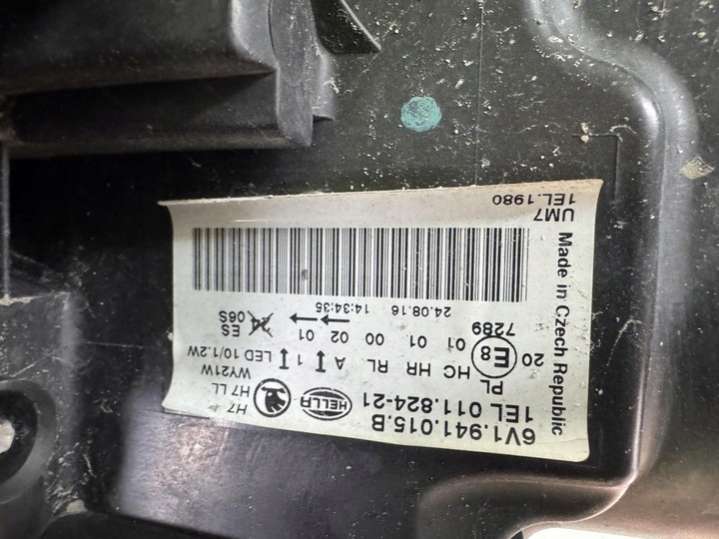 6V1.941.015.B
1EL 011.824-21
HELLA
H7
H7 LL
PL
WY21W
HC HR RL A 1 LED 10/1.2W
20 E8
01 01 00 02 01
ES
7289
06S
24.08.16 14:34:35
Made in Czech Republic
UM7
1EL.1980